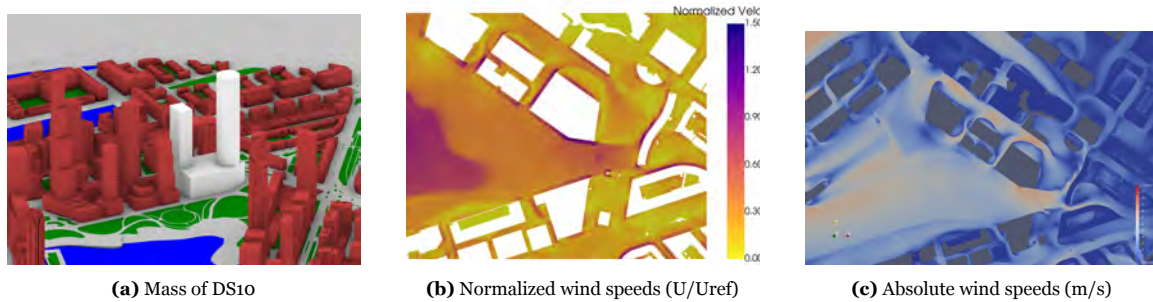 Normalized Velo
1.50
1.20
0.90
0.60
0.30
0.00
(a) Mass of DS10
(b) Normalized wind speeds (U/Uref)
(c) Absolute wind speeds (m/s)